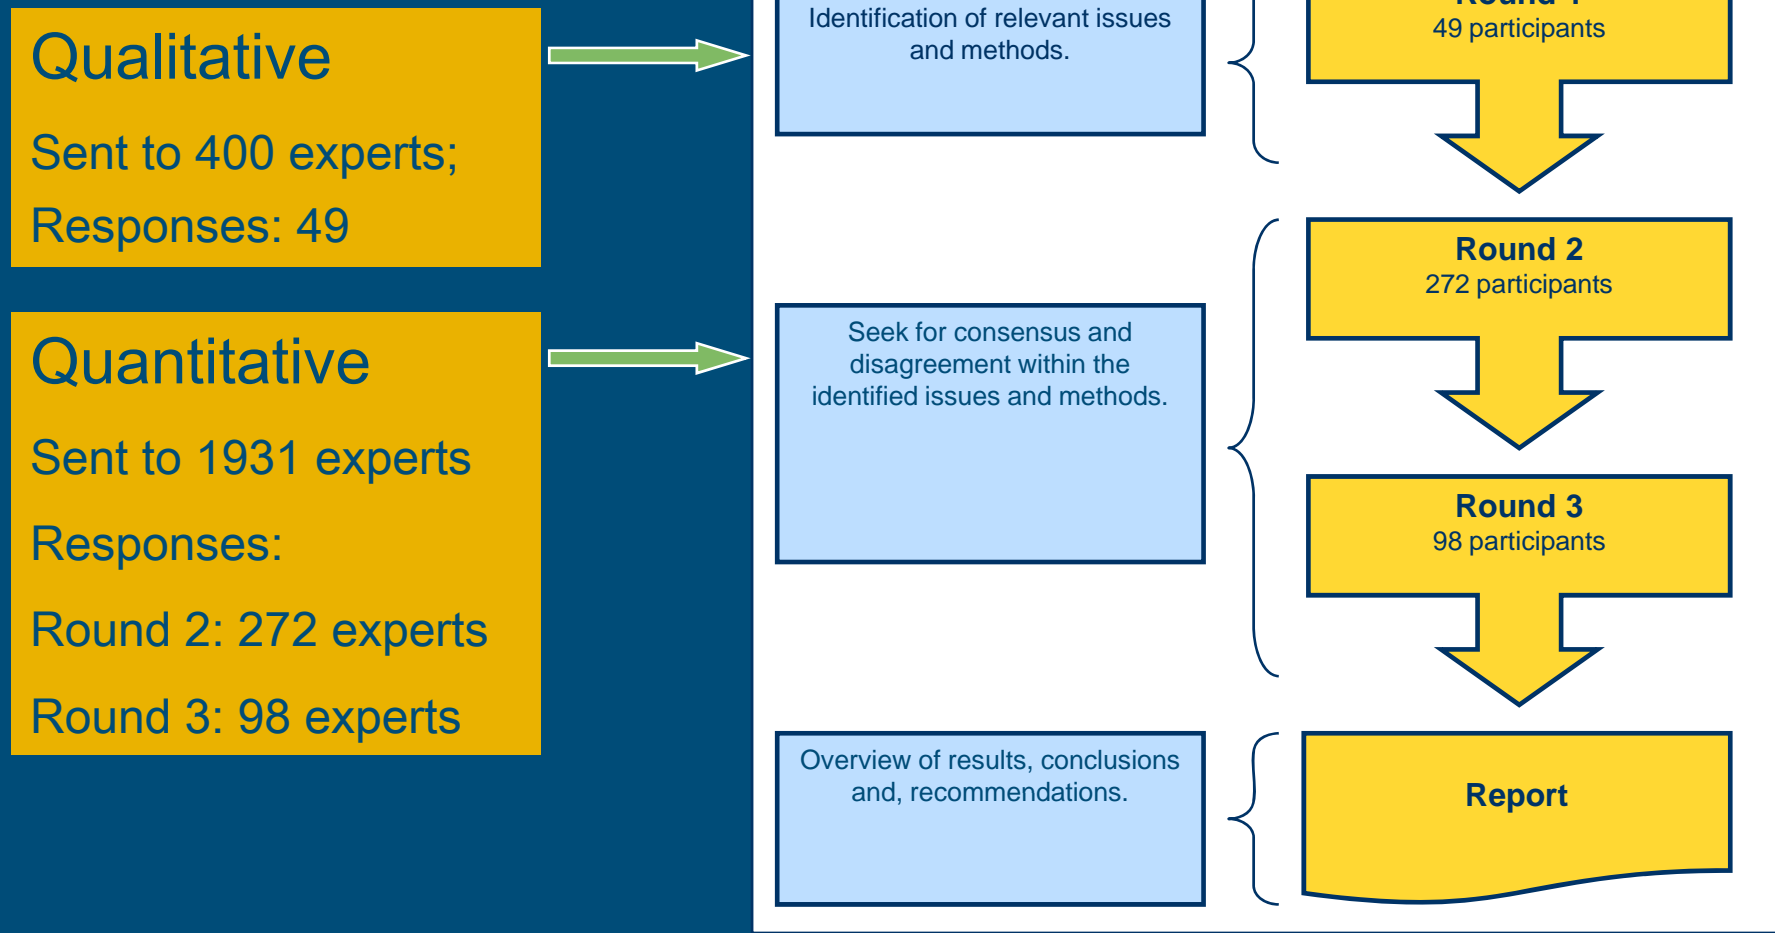 Qualitative
Sent to 400 experts;
Responses: 49
Quantitative
Sent to 1931 experts
Responses:
Round 2: 272 experts
Round 3: 98 experts
Identification of relevant issues
and methods.
Seek for consensus and
disagreement within the
identified issues and methods.
Overview of results, conclusions
and, recommendations.
Round
49 participants
Round 2
272 participants
Round 3
98 participants
Report